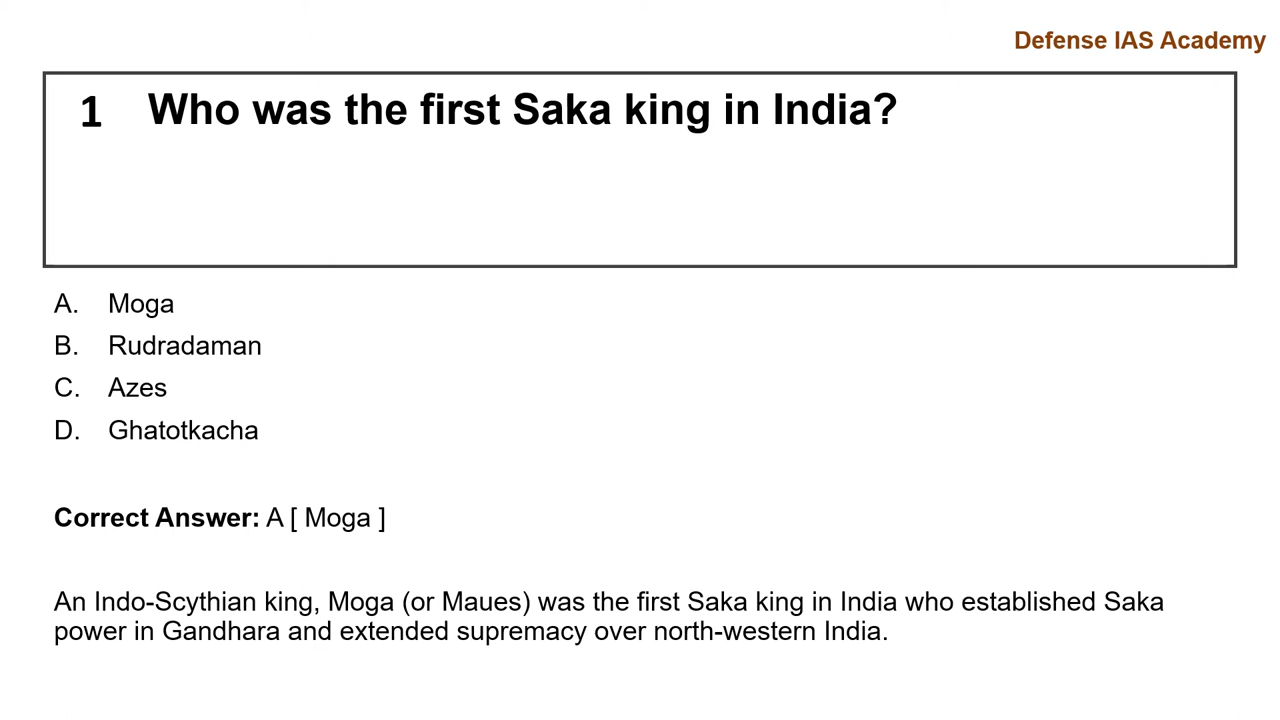 Defense IAS Academy
1 Who was the first Saka king in India?
A. Moga
B. Rudradaman
C. Azes
D. Ghatotkacha
Correct Answer: A [ Moga ]
An Indo-Scythian king, Moga (or Maues) was the first Saka king in India who established Saka
power in Gandhara and extended supremacy over north-western India.